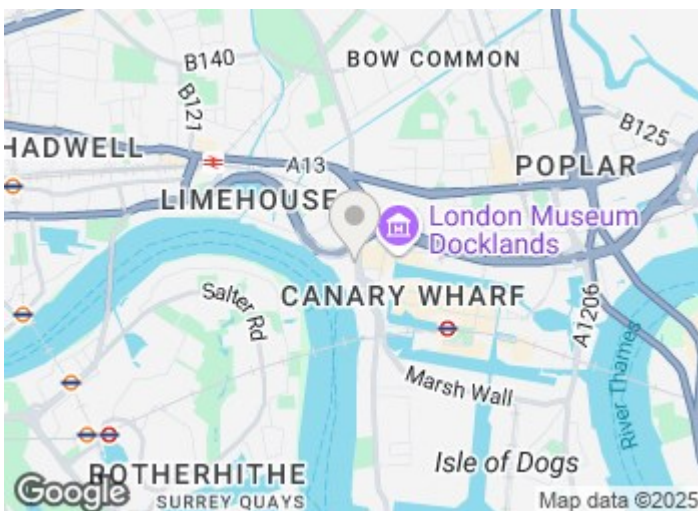 B140
BOW COMMON
B121
B125
HADWELL
A13
POPLAR
LIMEHOUSE
London Museum
Docklands
Salter Rd
CANARY WHARF
A1206
River Thames
Marsh Wall
Isle of Dogs
ROTHERHITHE
SURREY QUAYS
Google
Map data ©2025